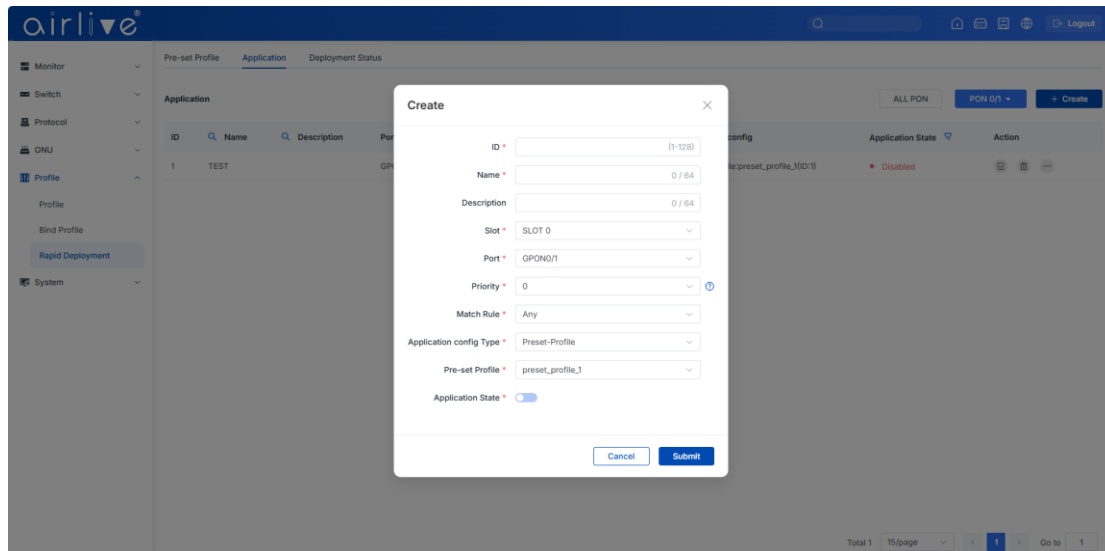 airlive®
Logout
Monitor
Switch
Protocol
ONU
Profile
Profile
Bind Profile
Rapid Deployment
System
Pre-set Profile Application Deployment Status
Application
ALL PON PON 0/1 + Create
ID Name Description Por config Application State Action
1 TEST GP le:preset_profile_1(ID:1) Disabled
Create
ID * (1-128)
Name * 0 / 64
Description 0 / 64
Slot * SLOT 0
Port * GPON0/1
Priority * 0
Match Rule * Any
Application config Type * Preset-Profile
Pre-set Profile * preset_profile_1
Application State *
Cancel Submit
Total 1 15/page 1 Go to 1